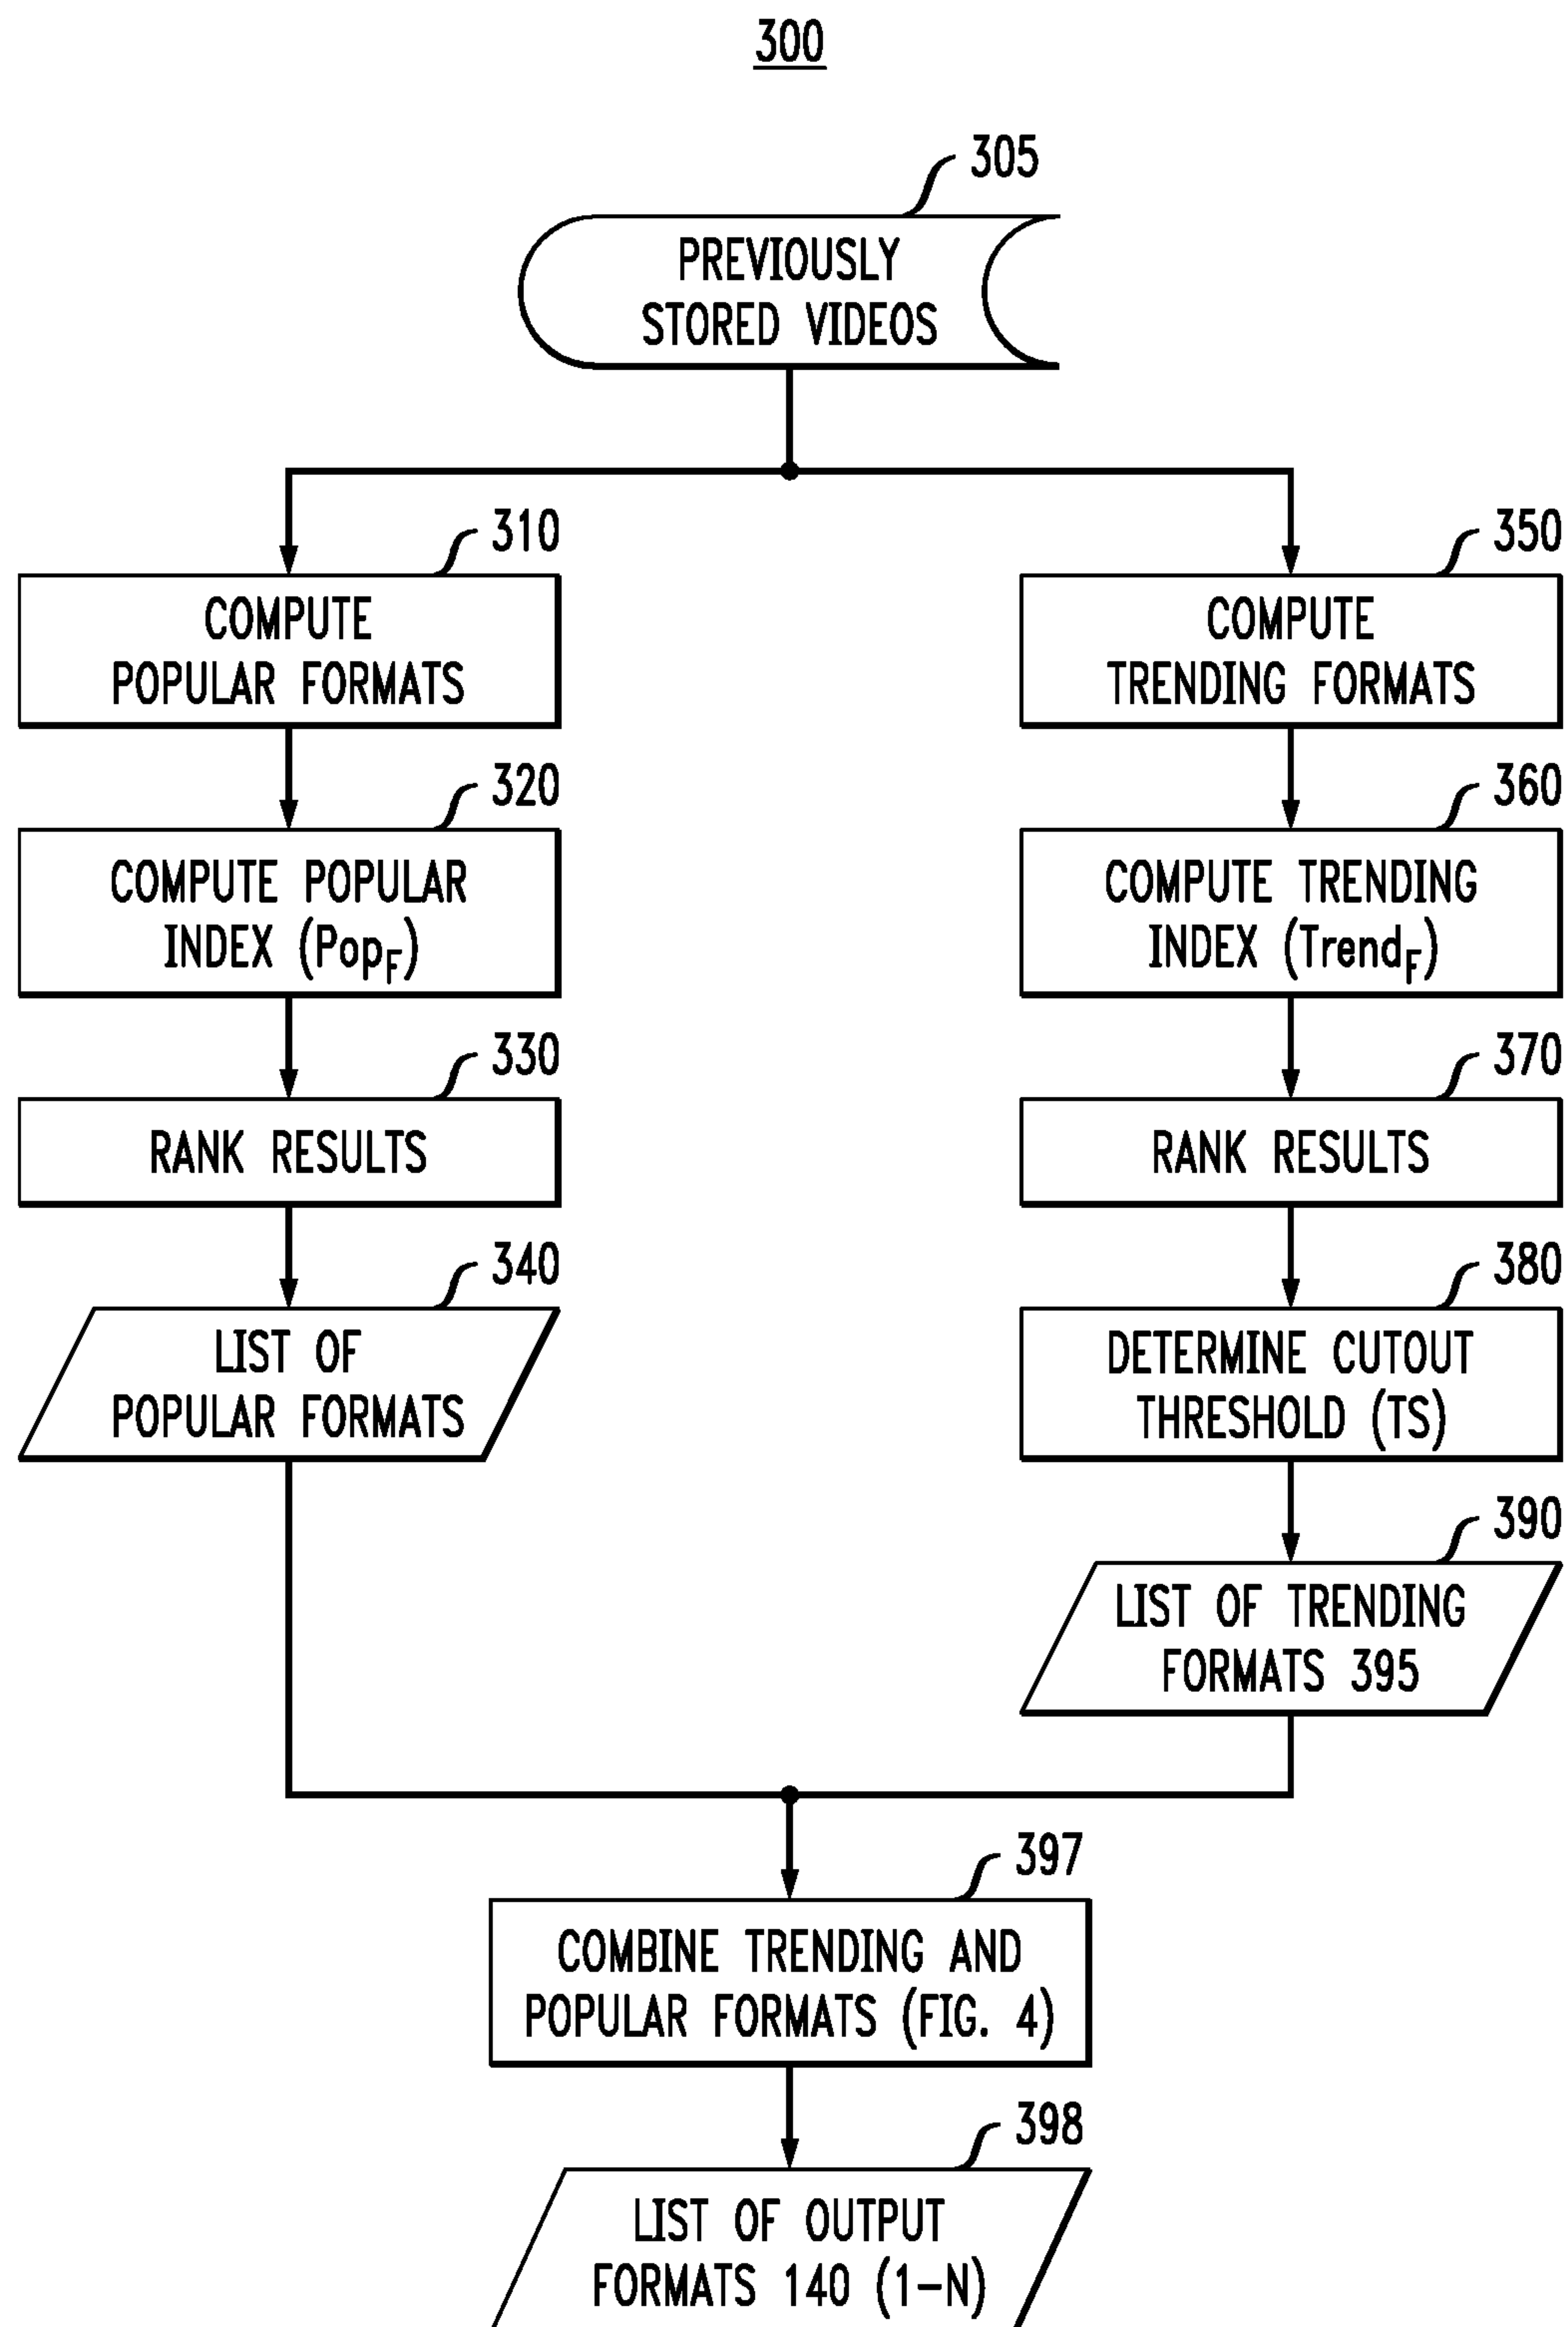 300
305
PREVIOUSLY
STORED VIDEOS
310
COMPUTE
POPULAR FORMATS
320
COMPUTE POPULAR
INDEX (PopF)
330
RANK RESULTS
340
LIST OF
POPULAR FORMATS
350
COMPUTE
TRENDING FORMATS
360
COMPUTE TRENDING
INDEX (TrendF)
370
RANK RESULTS
380
DETERMINE CUTOUT
THRESHOLD (TS)
390
LIST OF TRENDING
FORMATS 395
397
COMBINE TRENDING AND
POPULAR FORMATS (FIG. 4)
398
LIST OF OUTPUT
FORMATS 140 (1-N)